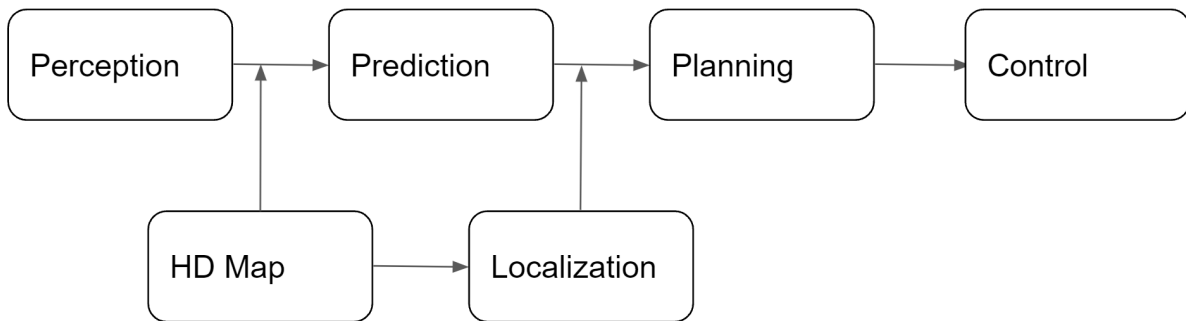 Perception
Prediction
Planning
Control
HD Map
Localization